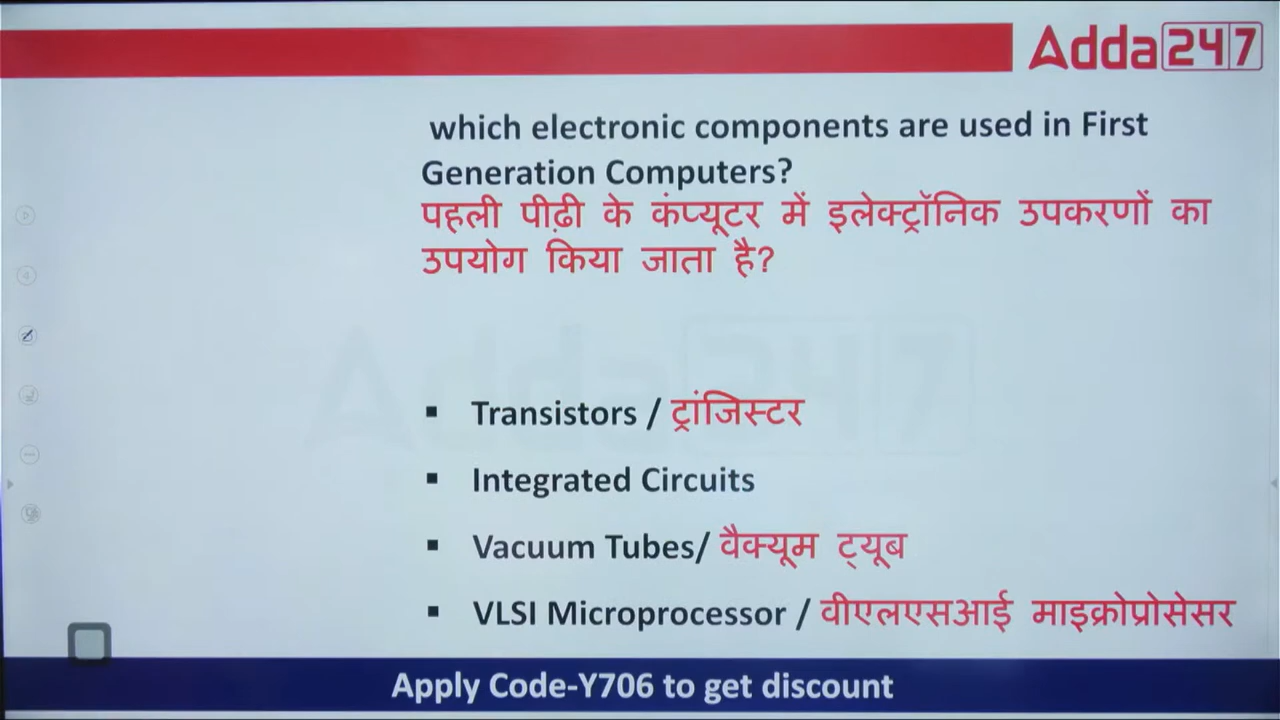 Adda247
which electronic components are used in First
Generation Computers?
पहली पीढ़ी के कंप्यूटर में इलेक्ट्रॉनिक उपकरणों का
उपयोग किया जाता है?
▪ Transistors / ट्रांजिस्टर
▪ Integrated Circuits
▪ Vacuum Tubes/ वैक्यूम ट्यूब
▪ VLSI Microprocessor / वीएलएसआई माइक्रोप्रोसेसर
Apply Code-Y706 to get discount